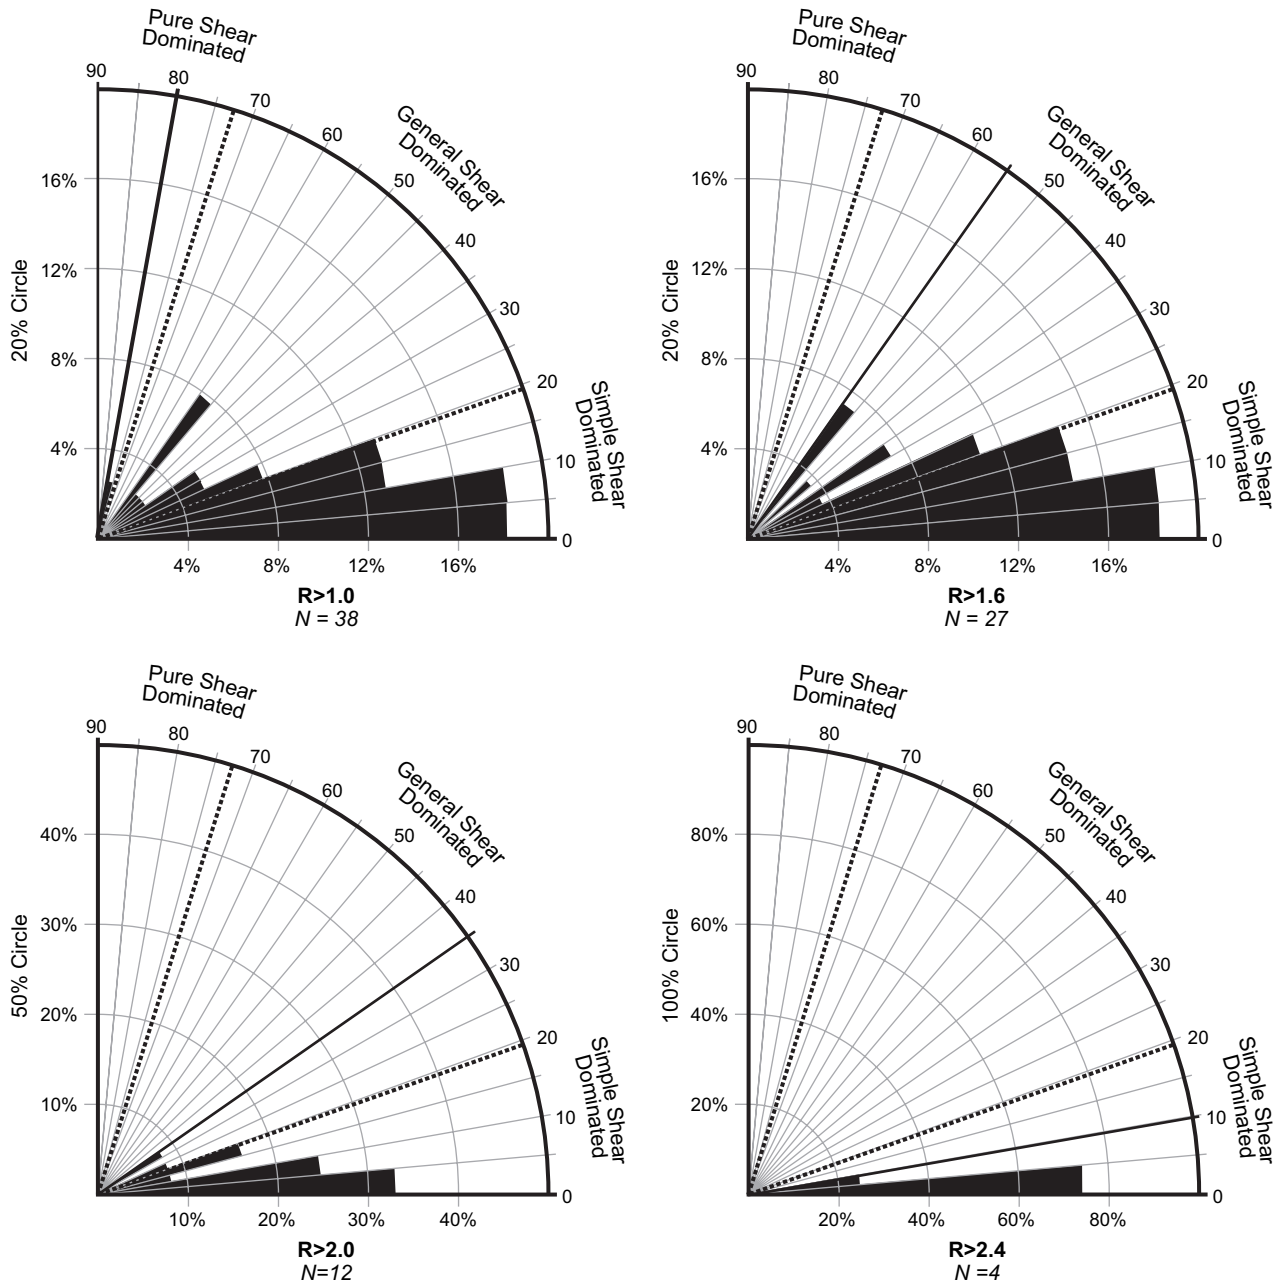 Pure Shear
Dominated
90
80
70
60
50
40
30
20
10
0
General Shear
Dominated
Simple Shear
Dominated
20% Circle
16%
12%
8%
4%
4%
8%
12%
16%
R>1.0
N = 38
Pure Shear
Dominated
90
80
70
60
50
40
30
20
10
0
General Shear
Dominated
Simple Shear
Dominated
20% Circle
16%
12%
8%
4%
4%
8%
12%
16%
R>1.6
N = 27
Pure Shear
Dominated
90
80
70
60
50
40
30
20
10
0
General Shear
Dominated
Simple Shear
Dominated
50% Circle
40%
30%
20%
10%
10%
20%
30%
40%
R>2.0
N=12
Pure Shear
Dominated
90
80
70
60
50
40
30
20
10
0
General Shear
Dominated
Simple Shear
Dominated
100% Circle
80%
60%
40%
20%
20%
40%
60%
80%
R>2.4
N =4